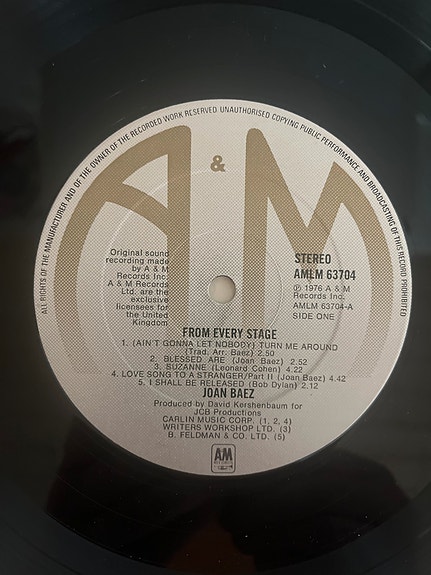 ALL RIGHTS OF THE MANUFACTURER AND OF THE OWNER OF THE RECORDED WORK RESERVED. UNAUTHORISED COPYING PUBLIC PERFORMANCE AND BROADCASTING OF THIS RECORD PROHIBITED
A & M
Original sound
recording made
by A & M
Records Inc.
A & M Records
Ltd. are the
exclusive
licensees for
the United
Kingdom
STEREO
AMLM 63704
℗ 1976 A & M
Records Inc.
AMLM 63704-A
SIDE ONE
FROM EVERY STAGE
1. (AIN'T GONNA LET NOBODY) TURN ME AROUND
(Trad. Arr. Baez) 2.50
2. BLESSED ARE (Joan Baez) 2.52
3. SUZANNE (Leonard Cohen) 4.22
4. LOVE SONG TO A STRANGER/Part II (Joan Baez) 4.42
5. I SHALL BE RELEASED (Bob Dylan) 2.12
JOAN BAEZ
Produced by David Kershenbaum for
JCB Productions
CARLIN MUSIC CORP. (1, 2, 4)
WRITERS WORKSHOP LTD. (3)
B. FELDMAN & CO. LTD. (5)
AM